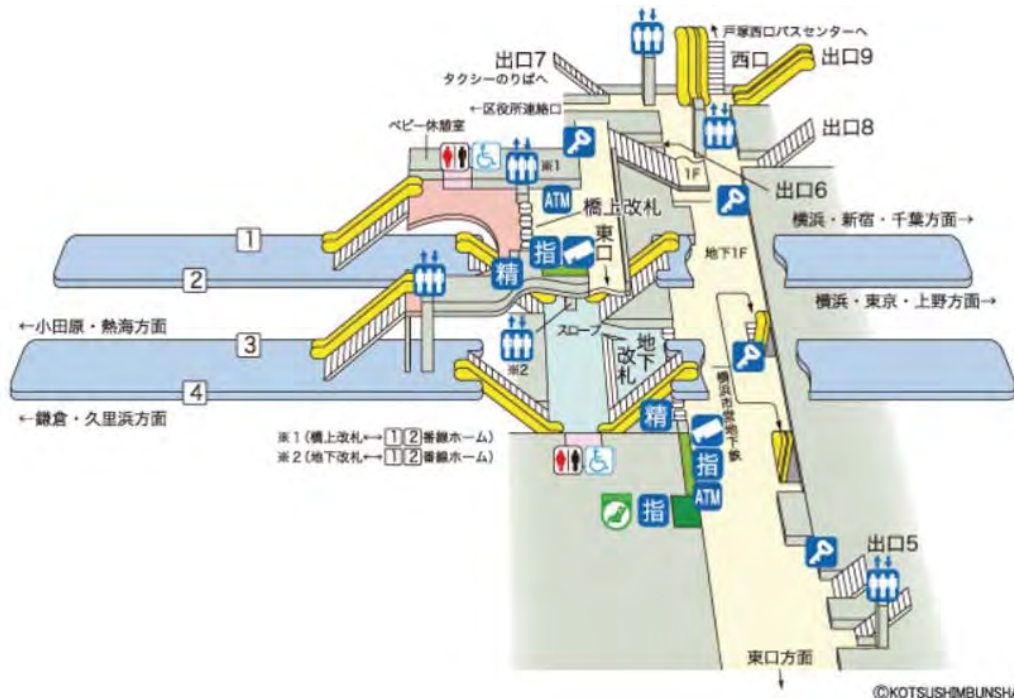 戸塚西口バスセンターへ
出口7
タクシーのりばへ
西口
出口9
←区役所連絡口
ベビー休憩室
出口8
※1
1F
ATM
橋上改札
出口6
東口
横浜・新宿・千葉方面→
1
指
地下1F
2
精
横浜・東京・上野方面→
←小田原・熱海方面
スロープ
3
地下改札
※2
4
横浜市営地下鉄
←鎌倉・久里浜方面
精
※1(橋上改札↔1 2番線ホーム)
※2(地下改札↔1 2番線ホーム)
指
ATM
指
出口5
東口方面
©KOTSUSHIMBUNSHA